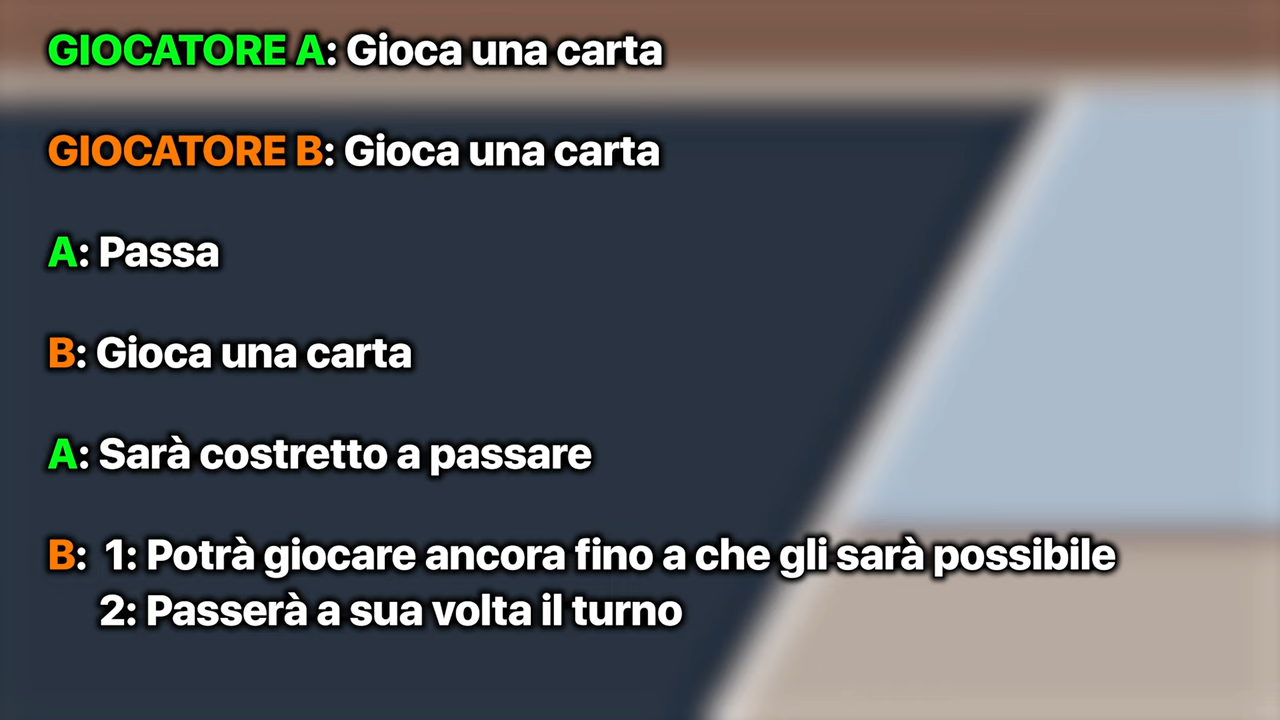 GIOCATORE A: Gioca una carta
GIOCATORE B: Gioca una carta
A: Passa
B: Gioca una carta
A: Sarà costretto a passare
B: 1: Potrà giocare ancora fino a che gli sarà possibile
2: Passerà a sua volta il turno